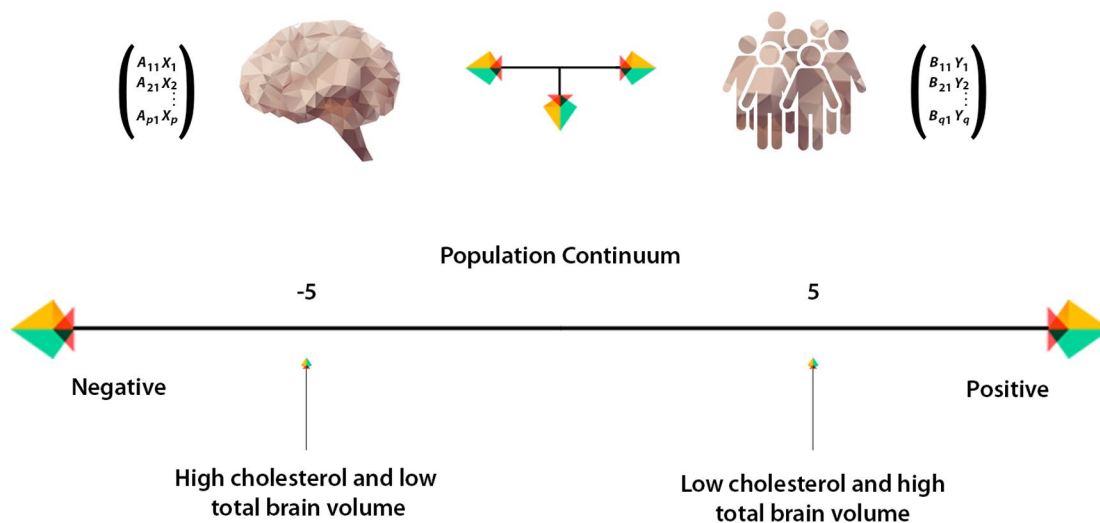 A11X1
A21X2
⋮
Ap1Xp
B11Y1
B21Y2
⋮
Bq1Yq
Population Continuum
-5
5
Negative
Positive
High cholesterol and low
total brain volume
Low cholesterol and high
total brain volume